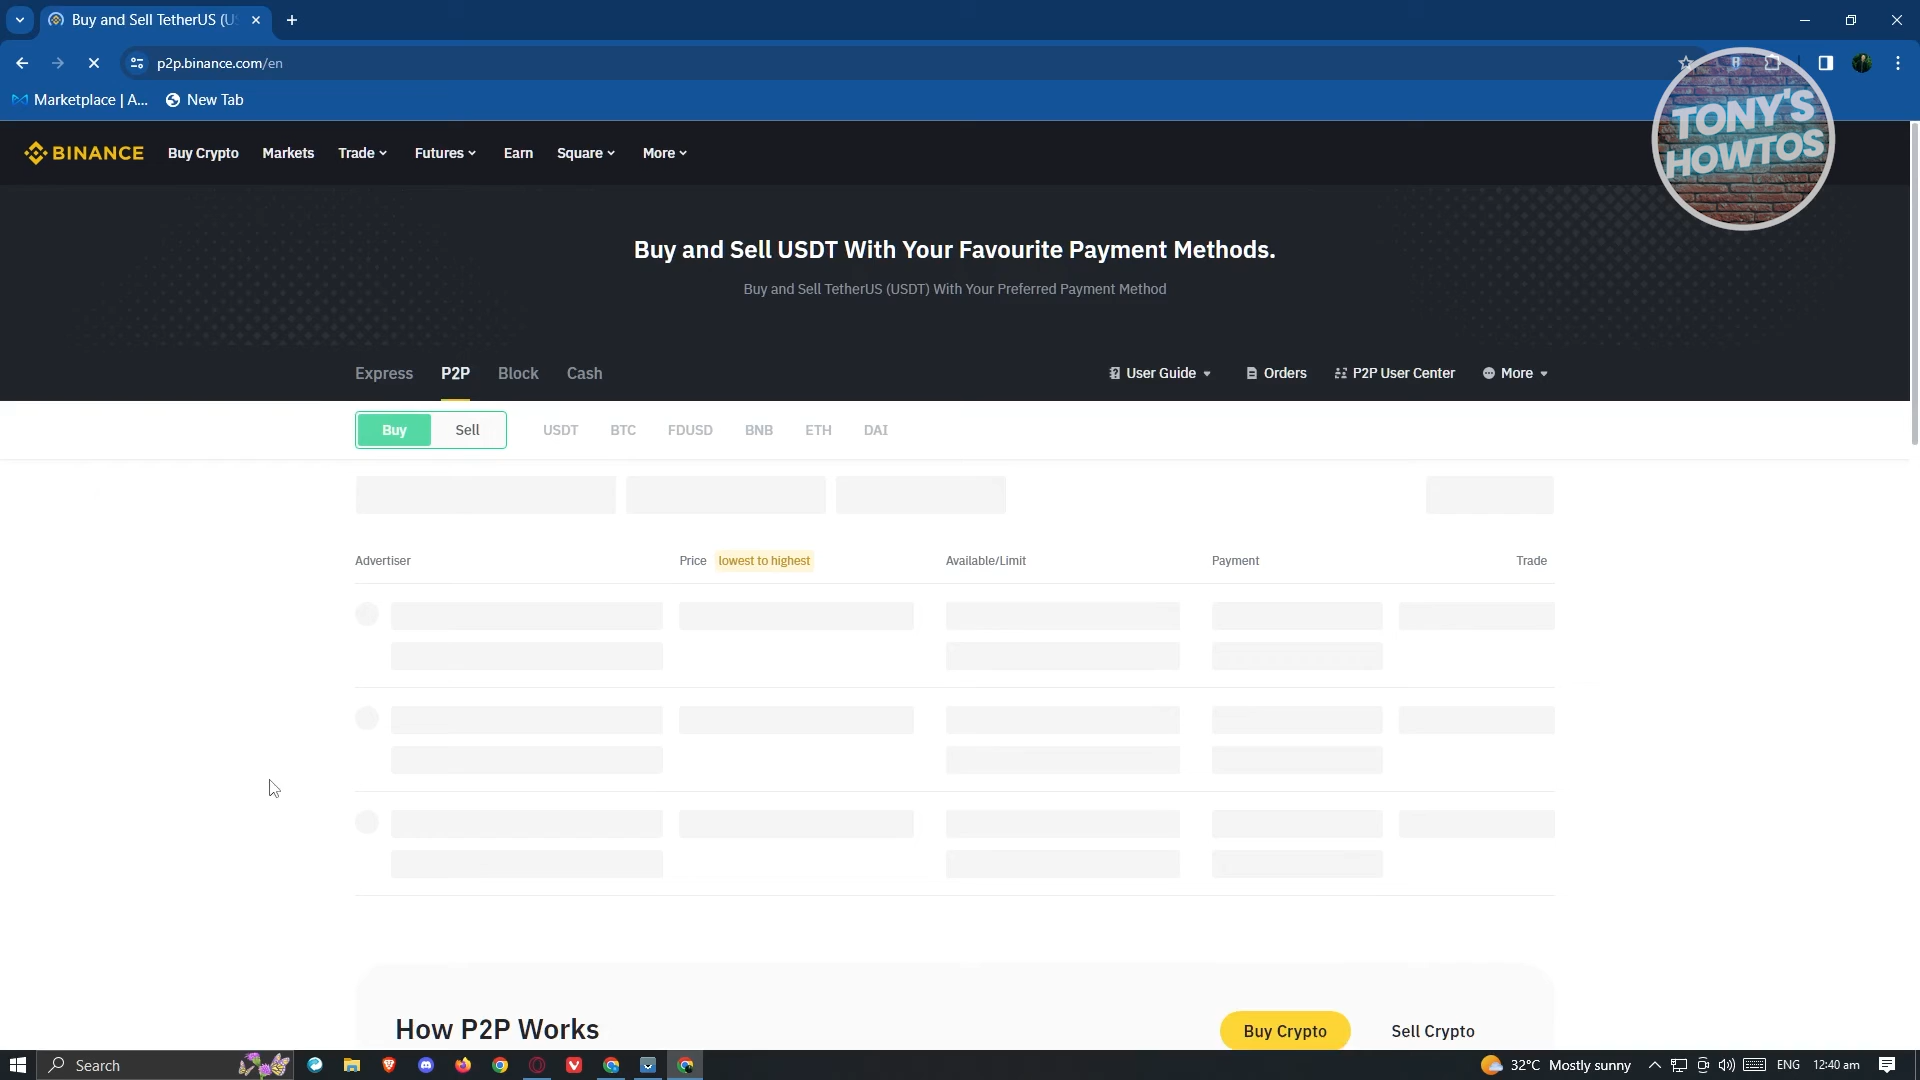 Buy and Sell TetherUS (U
p2p.binance.com/en
Marketplace | A...
New Tab
TONY'S
HOWTOS
BINANCE
Buy Crypto
Markets
Trade
Futures
Earn
Square
More
Buy and Sell USDT With Your Favourite Payment Methods.
Buy and Sell TetherUS (USDT) With Your Preferred Payment Method
Express
P2P
Block
Cash
User Guide
Orders
P2P User Center
More
Buy
Sell
USDT
BTC
FDUSD
BNB
ETH
DAI
Advertiser
Price
lowest to highest
Available/Limit
Payment
Trade
How P2P Works
Buy Crypto
Sell Crypto
Search
32°C Mostly sunny
ENG
12:40 am